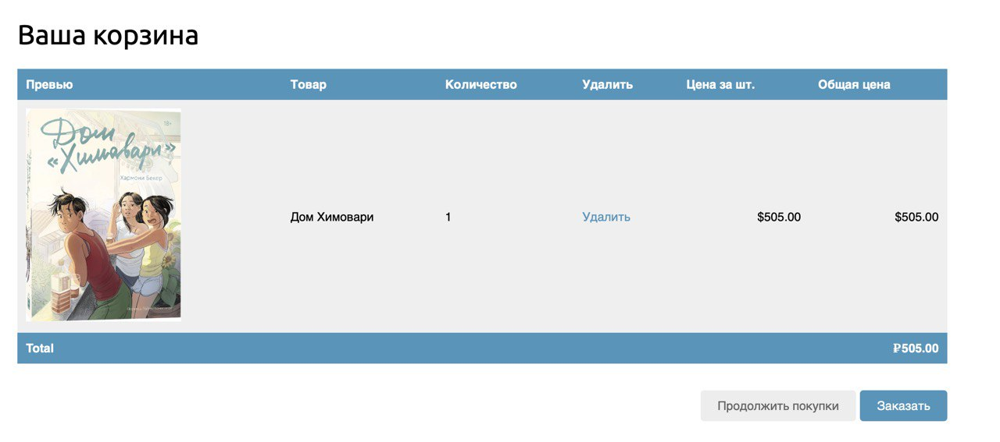 Ваша корзина
Превью Товар Количество Удалить Цена за шт. Общая цена
18+
Дом
«Химавари»
Хармони Бекер
Дом Химовари 1 Удалить $505.00 $505.00
Total ₽505.00
Продолжить покупки Заказать